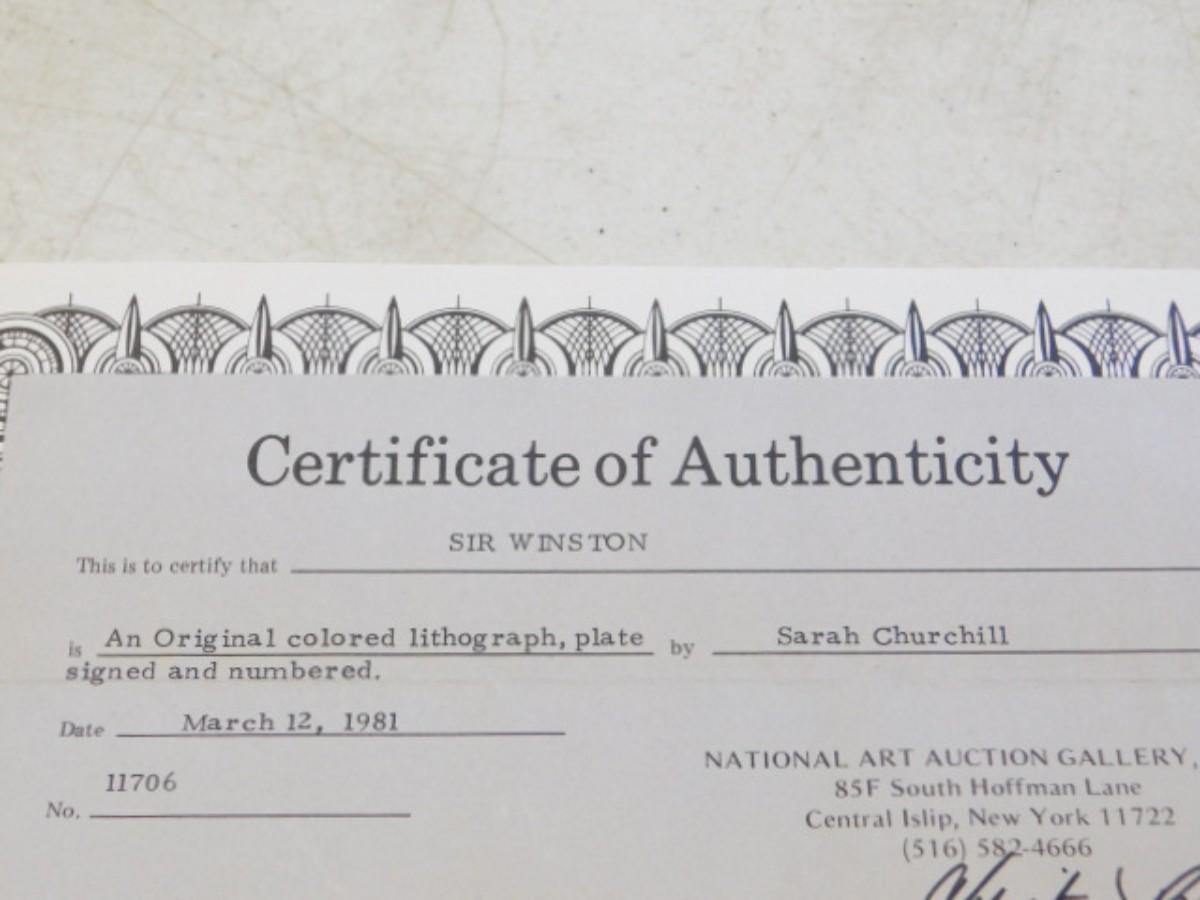 Certificate of Authenticity
SIR WINSTON
This is to certify that
is An Original colored lithograph, plate by Sarah Churchill
signed and numbered.
Date March 12, 1981
11706
No.
NATIONAL ART AUCTION GALLERY,
85F South Hoffman Lane
Central Islip, New York 11722
(516) 582-4666